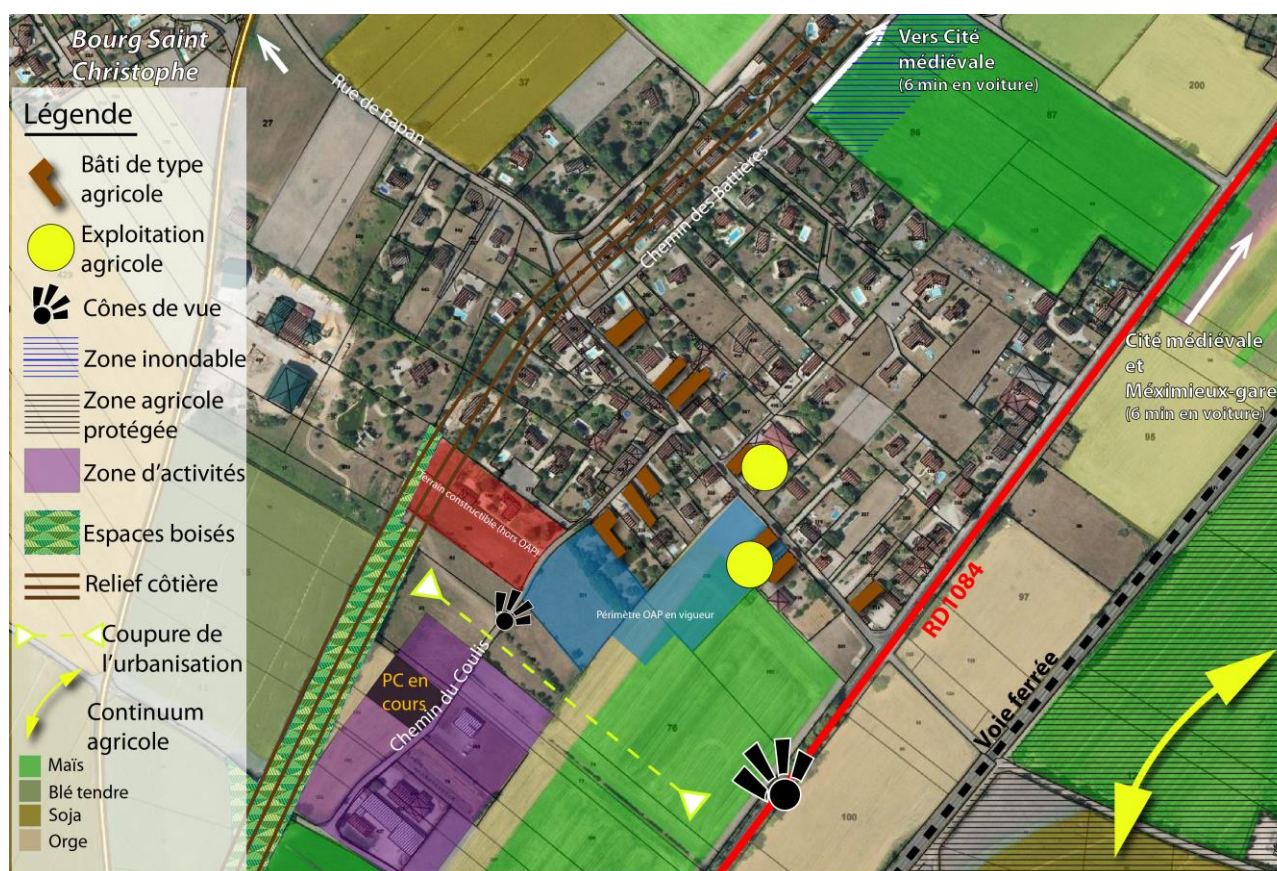 Bourg Saint
Christophe
Légende
Bâti de type
agricole
Exploitation
agricole
Cônes de vue
Zone inondable
Zone agricole
protégée
Zone d'activités
Espaces boisés
Relief côtière
Coupure de
l'urbanisation
Continuum
agricole
Maïs
Blé tendre
Soja
Orge
Rue de Rapan
Chemin des Battières
Vers Cité
médiévale
(6 min en voiture)
Cité médiévale
et
Méximieux-gare
(6 min en voiture)
Terrain constructible (hors OAP)
Périmètre OAP en vigueur
PC en
cours
Chemin du Coulis
RD1084
Voie ferrée
27
37
200
87
86
95
97
76
100